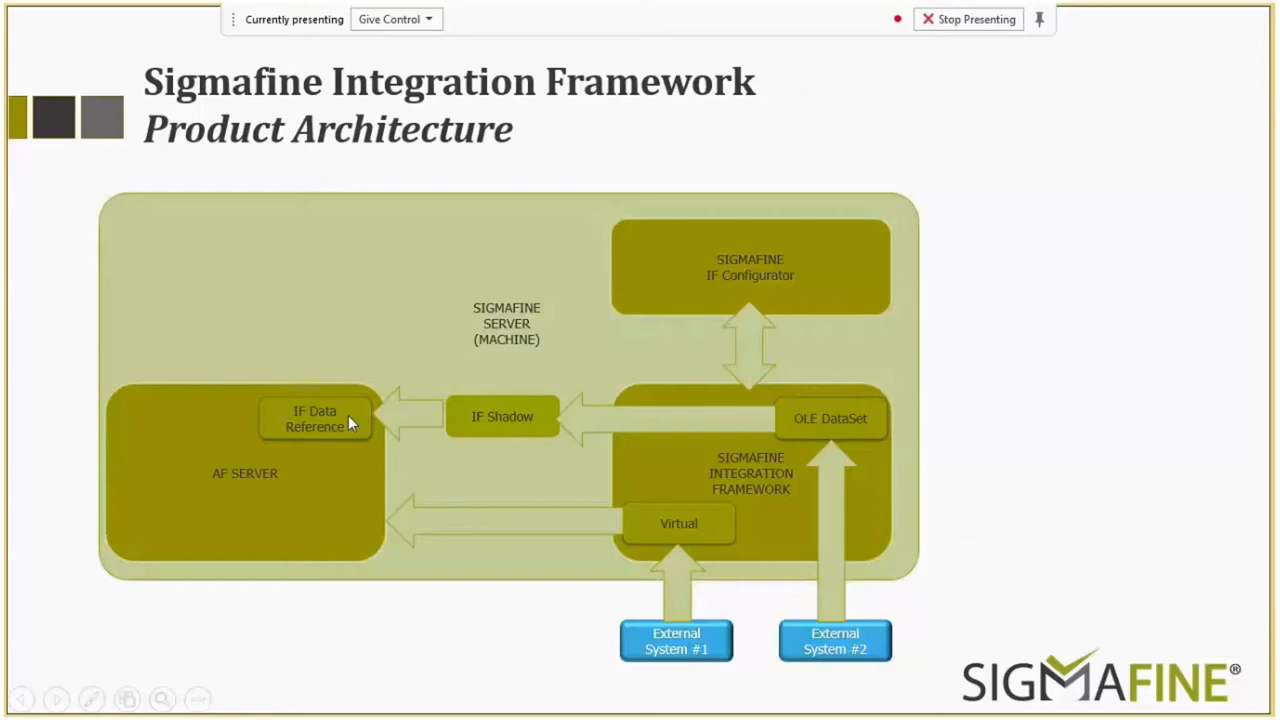 Currently presenting
Give Control
Stop Presenting
Sigmafine Integration Framework
Product Architecture
SIGMAFINE
IF Configurator
SIGMAFINE
SERVER
(MACHINE)
IF Data
Reference
IF Shadow
OLE DataSet
AF SERVER
SIGMAFINE
INTEGRATION
FRAMEWORK
Virtual
External
System #1
External
System #2
SIGMAFINE®